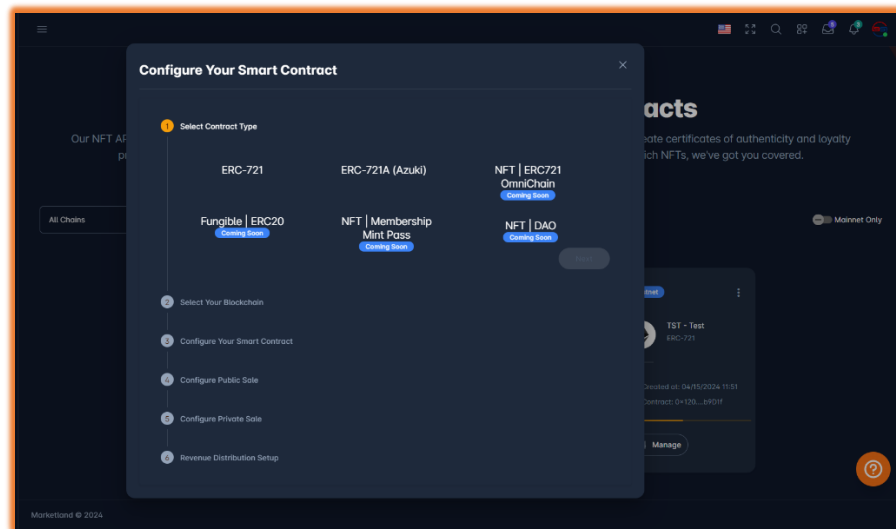 5
3
Configure Your Smart Contract
acts
Our NFT AP
eate certificates of authenticity and loyalty
ich NFTs, we've got you covered.
1 Select Contract Type
ERC-721
ERC-721A (Azuki)
NFT | ERC721
OmniChain
Coming Soon
All Chains
Mainnet Only
Fungible | ERC20
Coming Soon
NFT | Membership
Mint Pass
Coming Soon
NFT | DAO
Coming Soon
Next
2 Select Your Blockchain
3 Configure Your Smart Contract
4 Configure Public Sale
5 Configure Private Sale
6 Revenue Distribution Setup
TST - Test
ERC-721
Created at: 04/15/2024 11:51
Contract: 0x120...b9D1f
Manage
Marketland © 2024